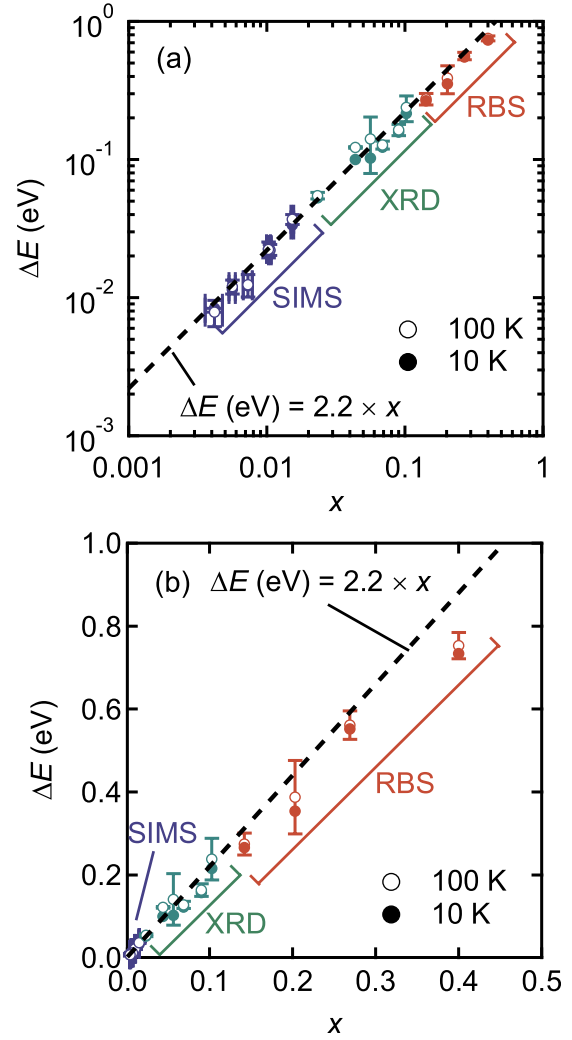 10⁰
(a)
RBS
10⁻¹
ΔE (eV)
XRD
SIMS
10⁻²
100 K
10 K
ΔE (eV) = 2.2 × x
10⁻³
0.001 0.01 0.1 1
x
1.0
(b) ΔE (eV) = 2.2 × x
0.8
0.6
ΔE (eV)
RBS
0.4
SIMS
100 K
0.2
10 K
XRD
0.0
0.0 0.1 0.2 0.3 0.4 0.5
x